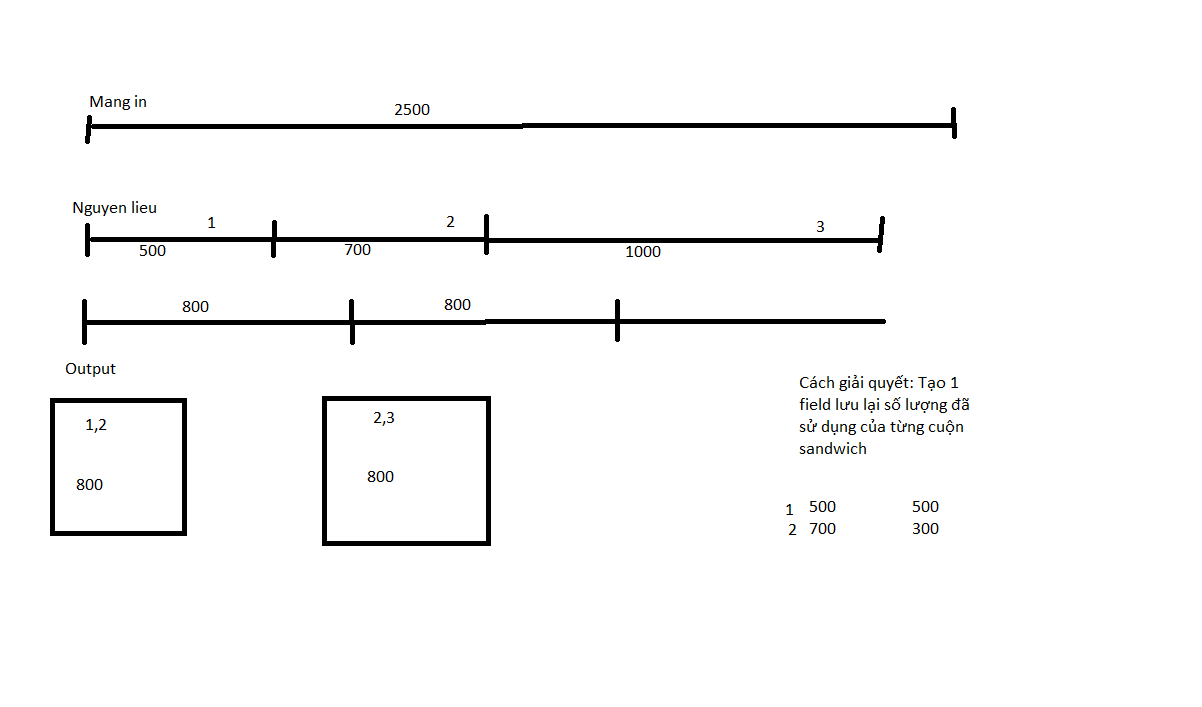 Mang in
2500
Nguyen lieu
1
2
3
500
700
1000
800
800
Output
1,2
800
2,3
800
Cách giải quyết: Tạo 1
field lưu lại số lượng đã
sử dụng của từng cuộn
sandwich
1 500 500
2 700 300